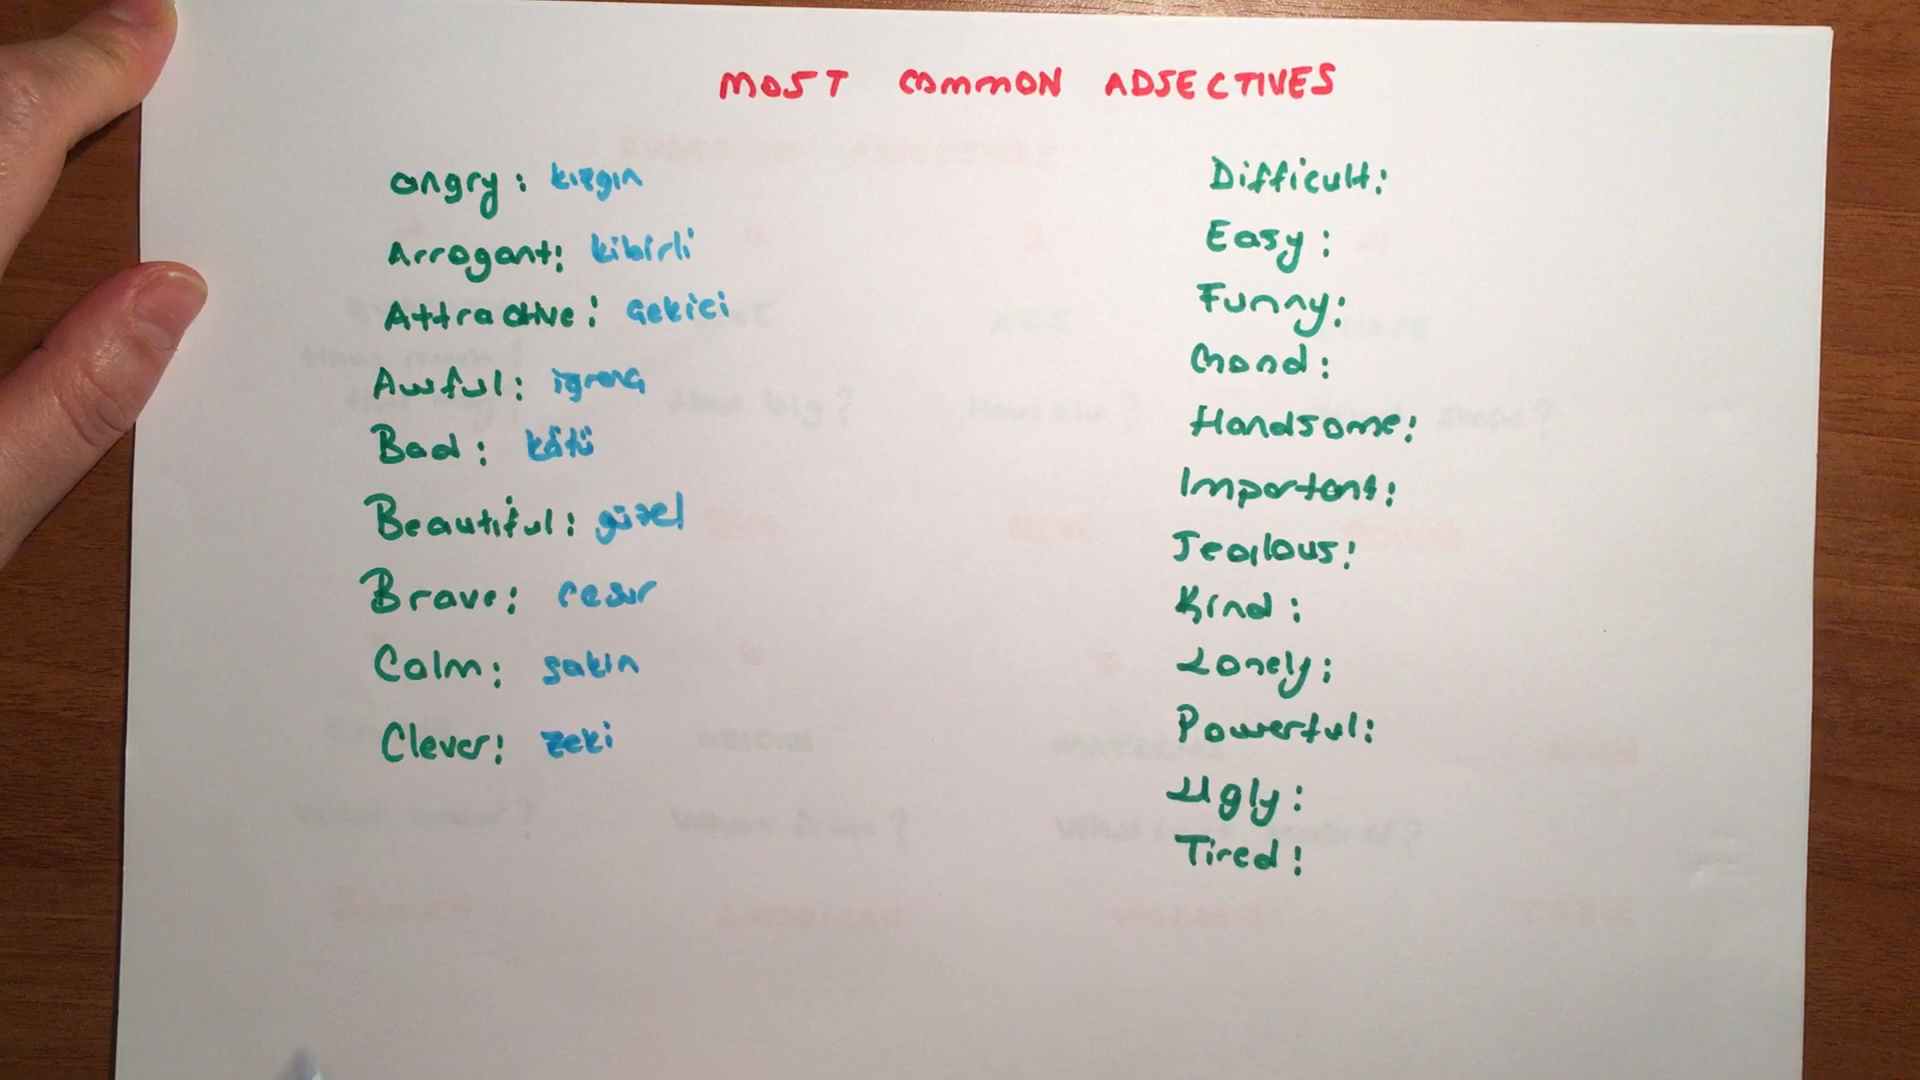 MOST COMMON ADJECTIVES
angry: kızgın
Arrogant: kibirli
Attractive: çekici
Awful: iğrenç
Bad: kötü
Beautiful: güzel
Brave: cesur
Calm: sakin
Clever: zeki
Difficult:
Easy:
Funny:
Handsome:
Important:
Jealous:
Kind:
Lonely:
Powerful:
Ugly:
Tired: